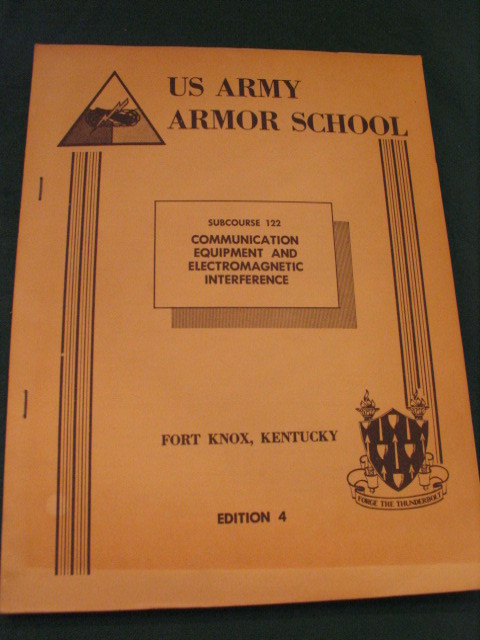 US ARMY
ARMOR SCHOOL
SUBCOURSE 122
COMMUNICATION
EQUIPMENT AND
ELECTROMAGNETIC
INTERFERENCE
FORT KNOX, KENTUCKY
FORGE THE THUNDERBOLT
EDITION 4